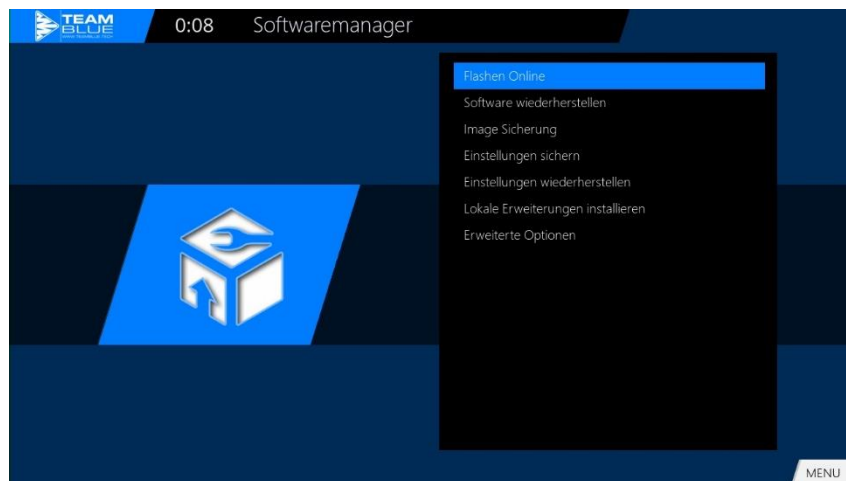 TEAM
BLUE
0:08 Softwaremanager
Flashen Online
Software wiederherstellen
Image Sicherung
Einstellungen sichern
Einstellungen wiederherstellen
Lokale Erweiterungen installieren
Erweiterte Optionen
MENU